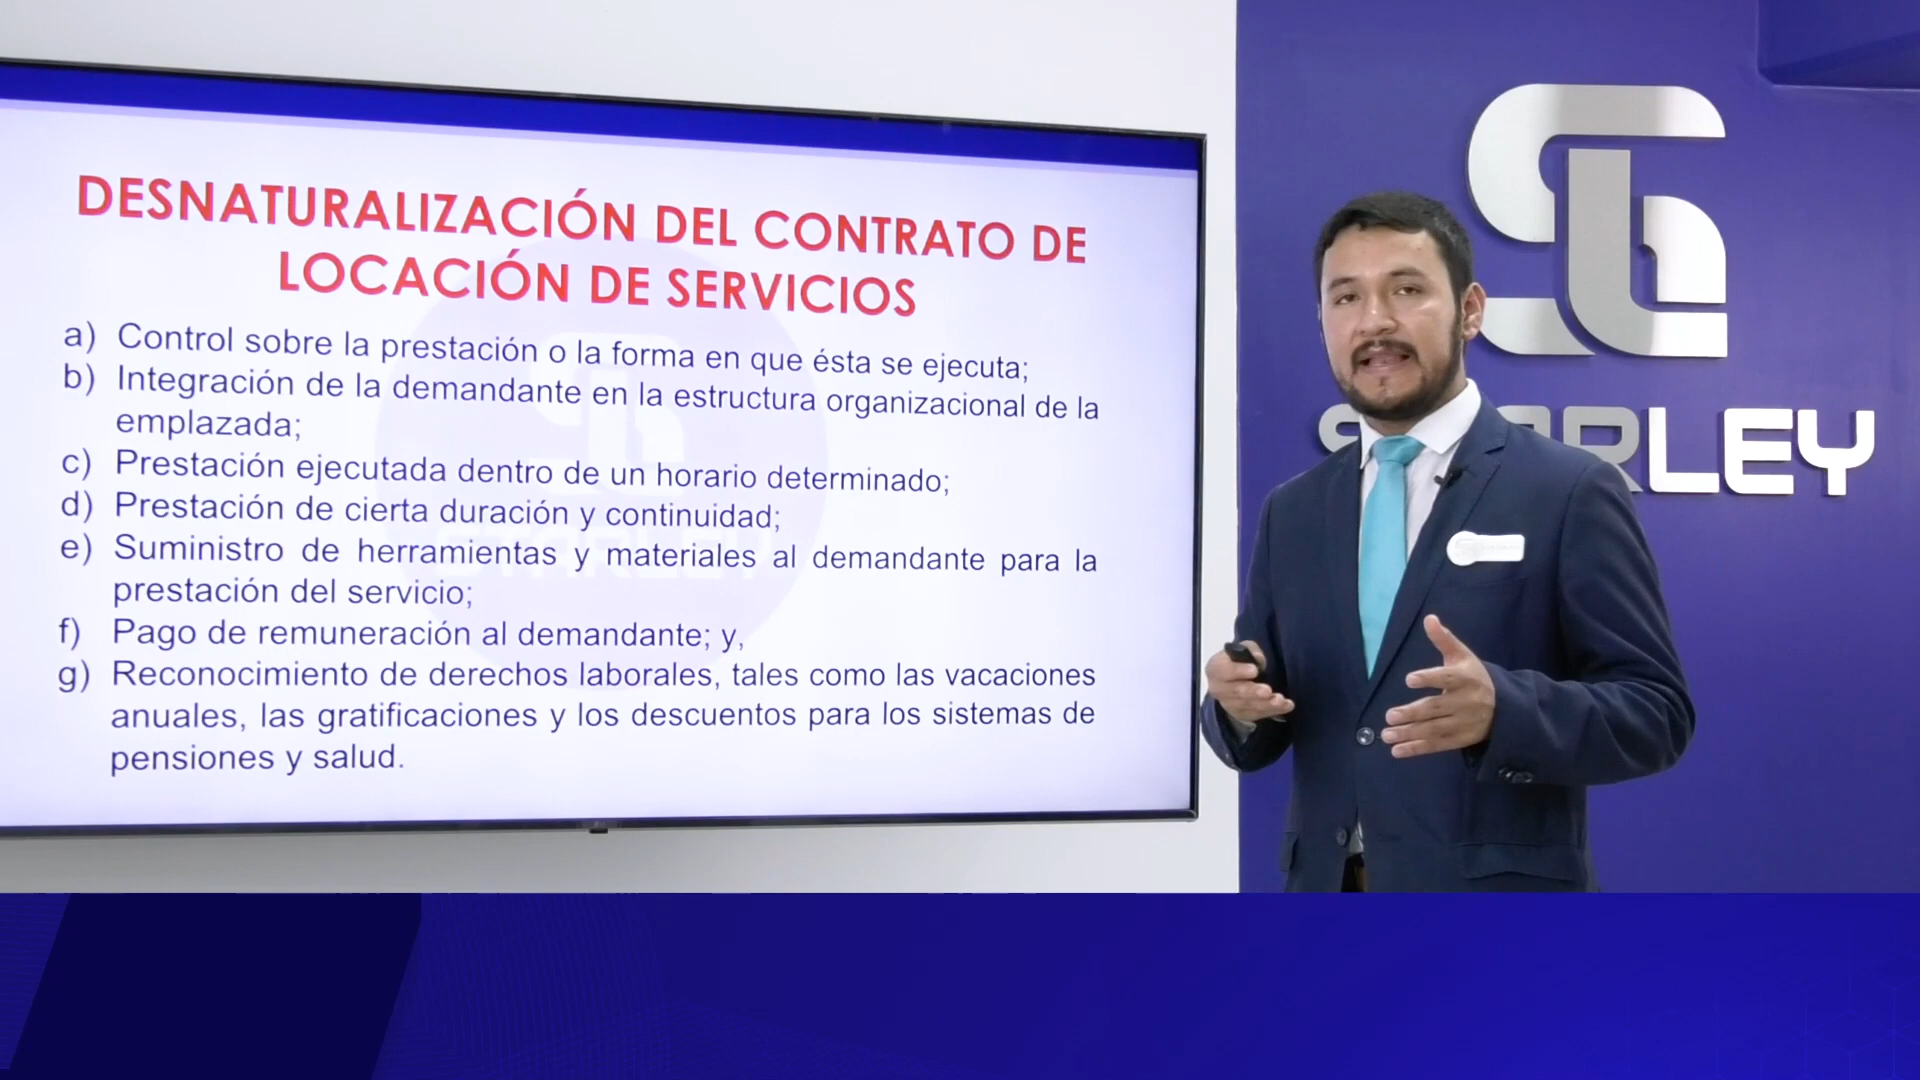 DESNATURALIZACIÓN DEL CONTRATO DE
LOCACIÓN DE SERVICIOS
a) Control sobre la prestación o la forma en que ésta se ejecuta;
b) Integración de la demandante en la estructura organizacional de la
emplazada;
c) Prestación ejecutada dentro de un horario determinado;
d) Prestación de cierta duración y continuidad;
e) Suministro de herramientas y materiales al demandante para la
prestación del servicio;
f) Pago de remuneración al demandante; y,
g) Reconocimiento de derechos laborales, tales como las vacaciones
anuales, las gratificaciones y los descuentos para los sistemas de
pensiones y salud.
STARLEY